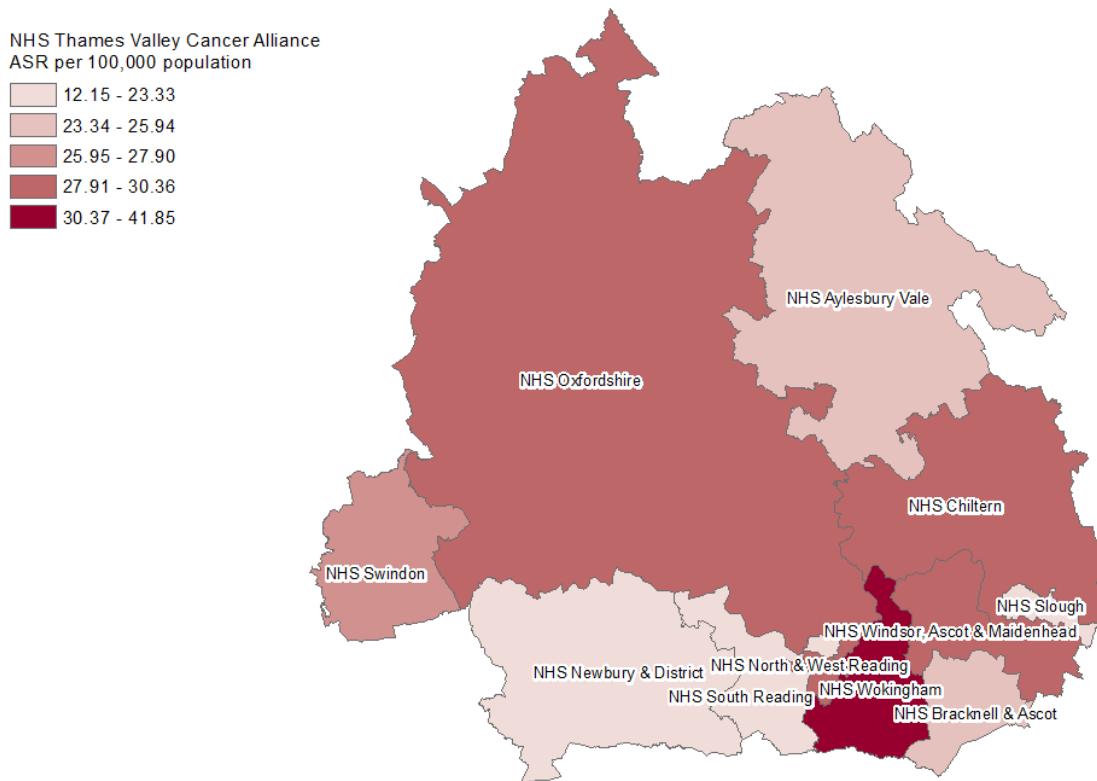 NHS Thames Valley Cancer Alliance
ASR per 100,000 population
12.15 - 23.33
23.34 - 25.94
25.95 - 27.90
27.91 - 30.36
30.37 - 41.85
NHS Aylesbury Vale
NHS Oxfordshire
NHS Chiltern
NHS Swindon
NHS Slough
NHS Windsor, Ascot & Maidenhead
NHS North & West Reading
NHS Newbury & District
NHS Wokingham
NHS South Reading
NHS Bracknell & Ascot